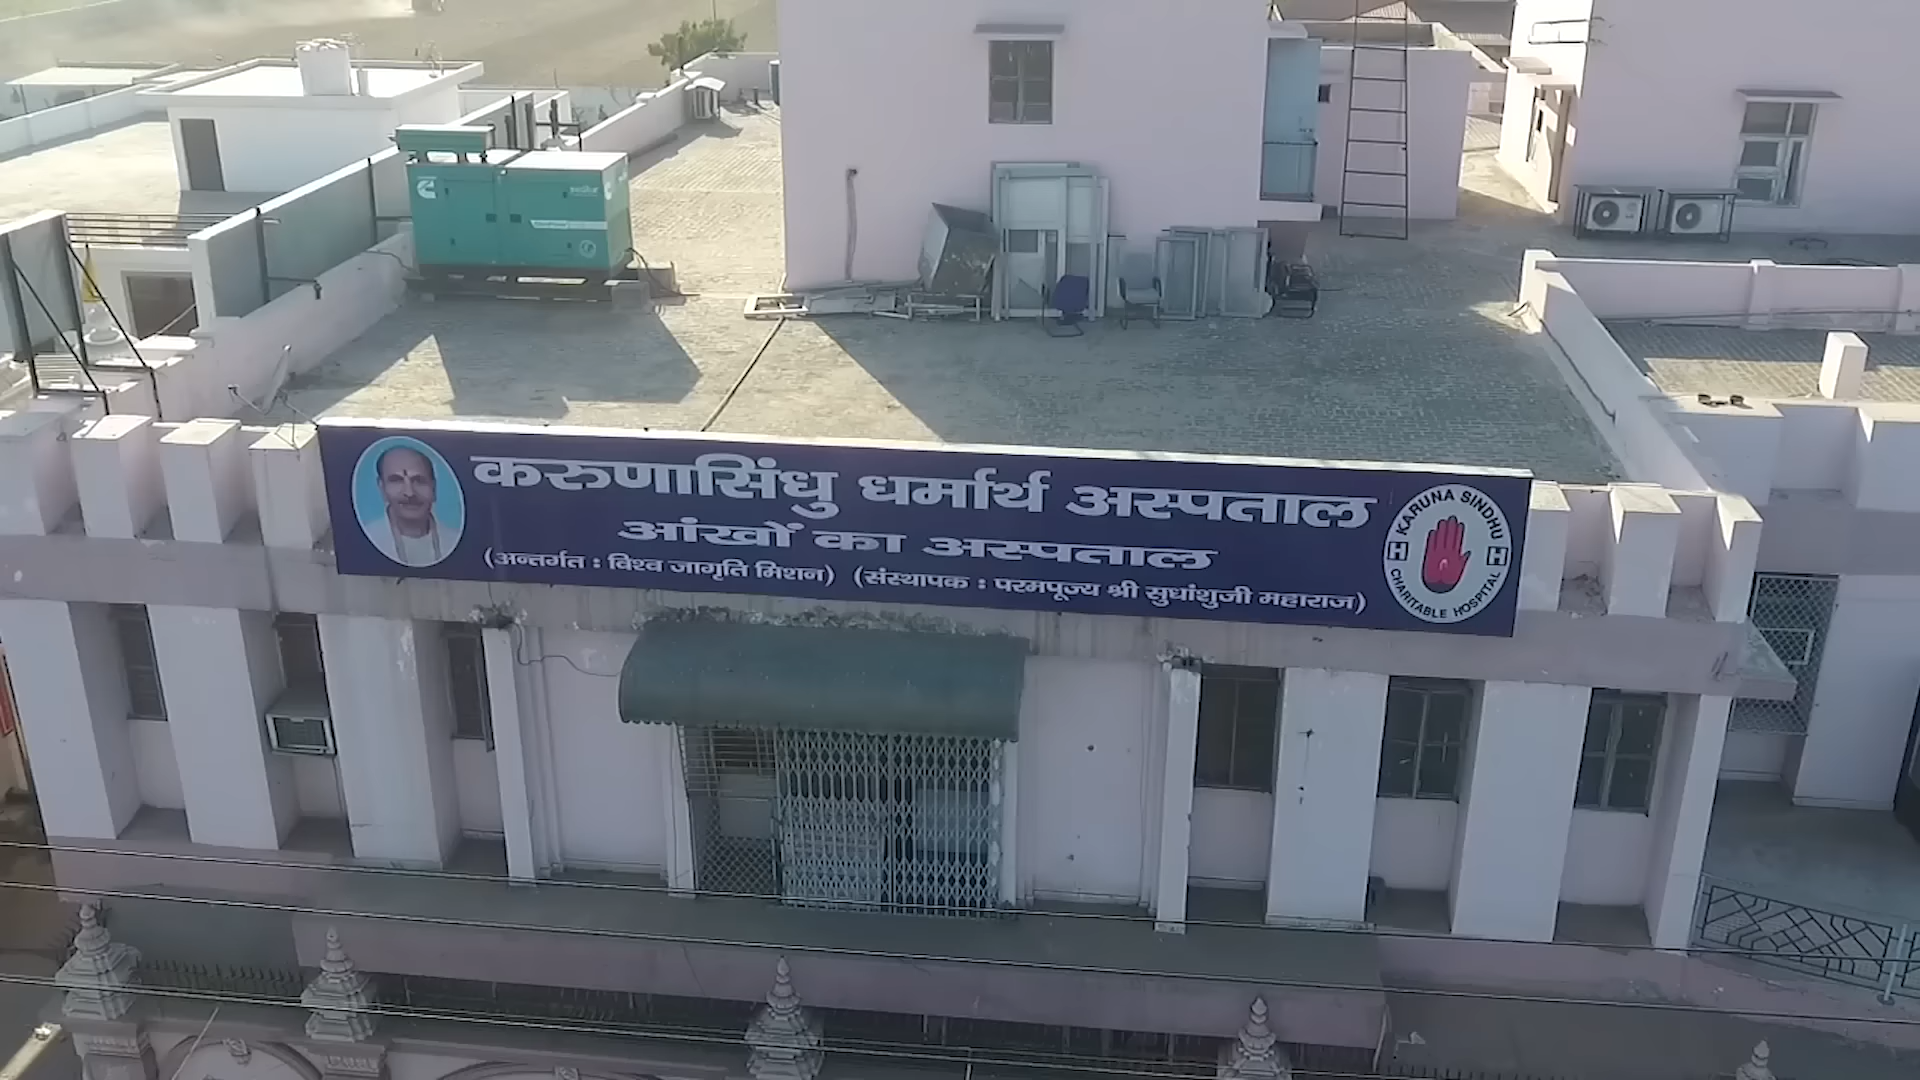 करुणासिंधु धर्मार्थ अस्पताल
आंखों का अस्पताल
(अन्तर्गत : विश्व जागृति मिशन) (संस्थापक : परमपूज्य श्री सुधांशुजी महाराज)
KARUNA SINDHU
H H
CHARITABLE HOSPITAL